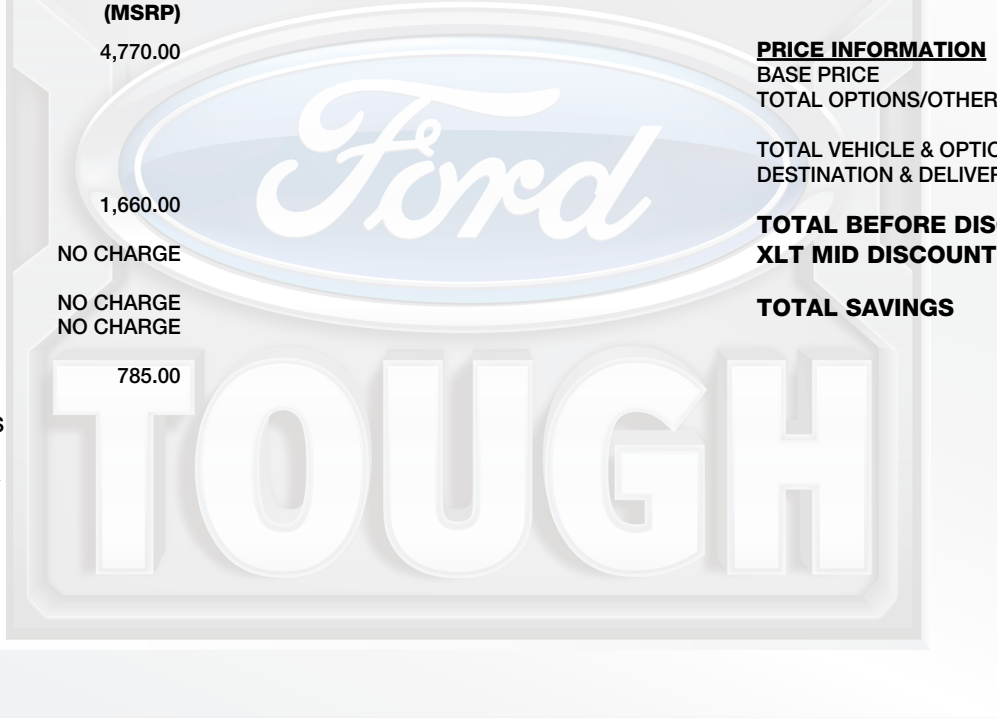 (MSRP)
4,770.00
1,660.00
NO CHARGE
NO CHARGE
NO CHARGE
785.00
S
PRICE INFORMATION
BASE PRICE
TOTAL OPTIONS/OTHER
TOTAL VEHICLE & OPTIO
DESTINATION & DELIVER
TOTAL BEFORE DISC
XLT MID DISCOUNT
TOTAL SAVINGS
Ford
TOUGH